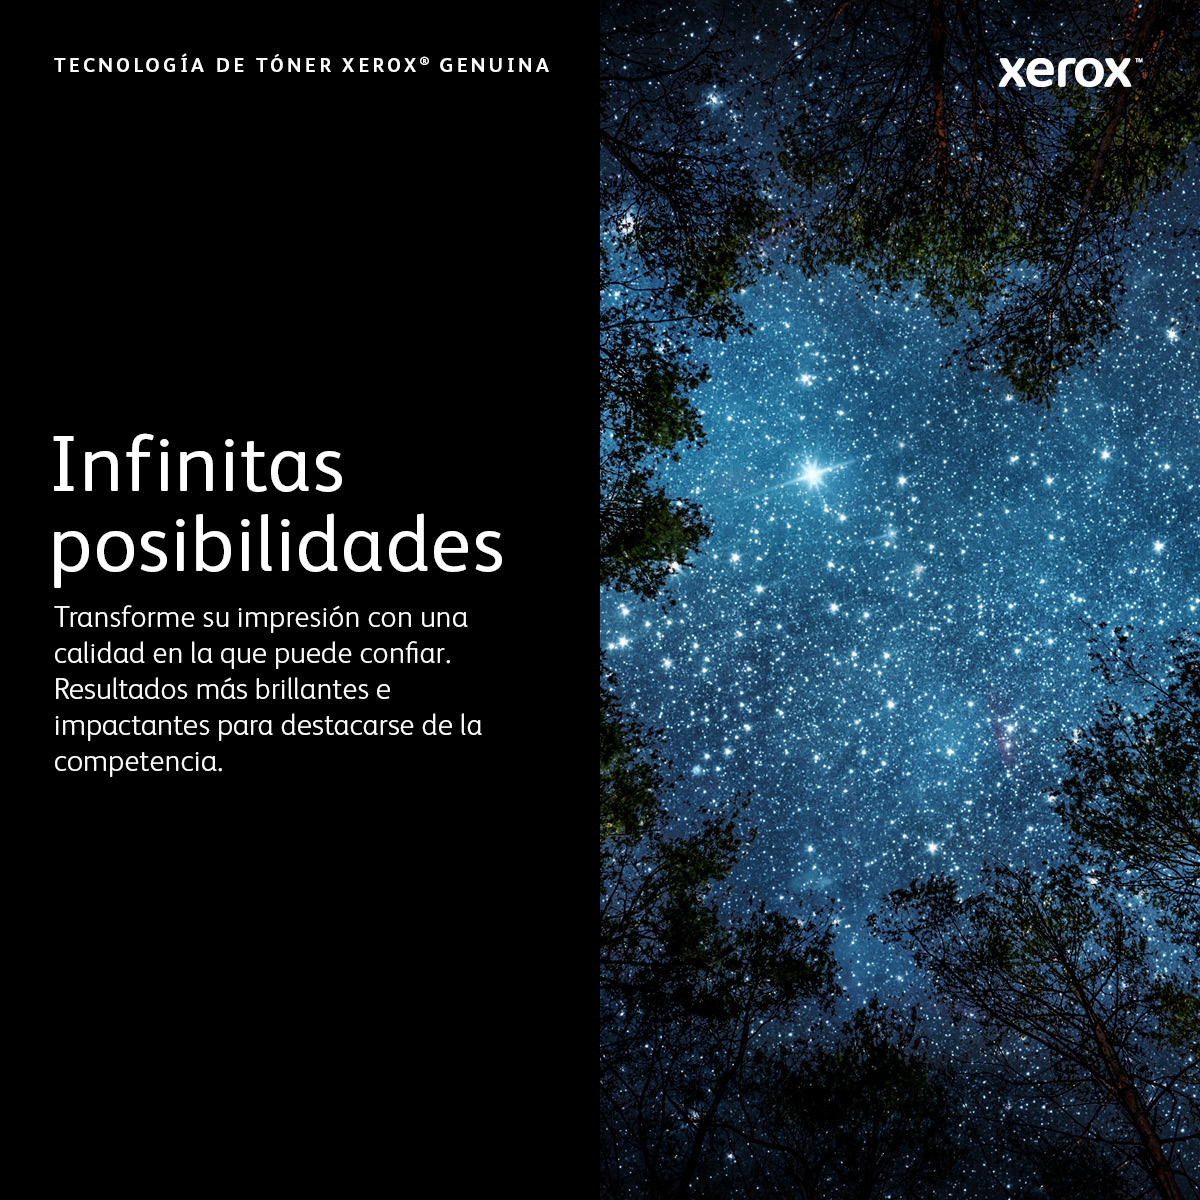 TECNOLOGÍA DE TÓNER XEROX® GENUINA
xerox™
Infinitas
posibilidades
Transforme su impresión con una
calidad en la que puede confiar.
Resultados más brillantes e
impactantes para destacarse de la
competencia.